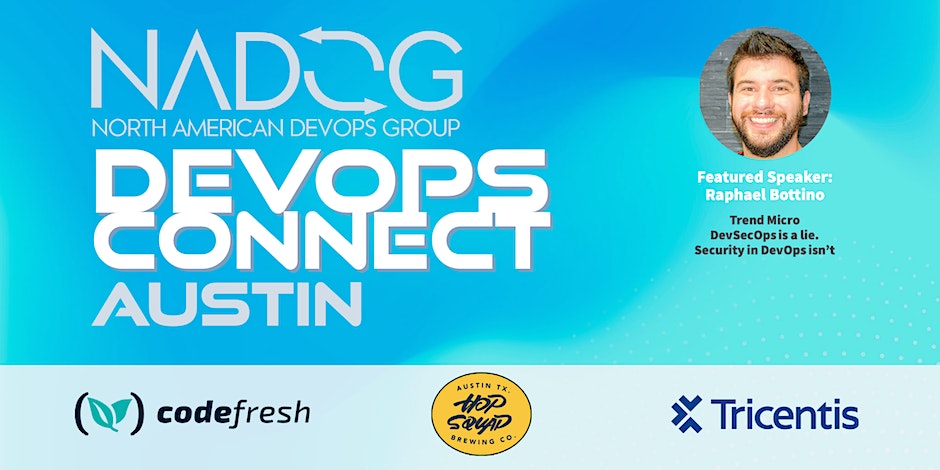 NADOG
NORTH AMERICAN DEVOPS GROUP
DEVOPS
CONNECT
AUSTIN
Featured Speaker:
Raphael Bottino
Trend Micro
DevSecOps is a lie.
Security in DevOps isn't
codefresh
AUSTIN TX.
HOP
SQUAD
BREWING CO.
Tricentis